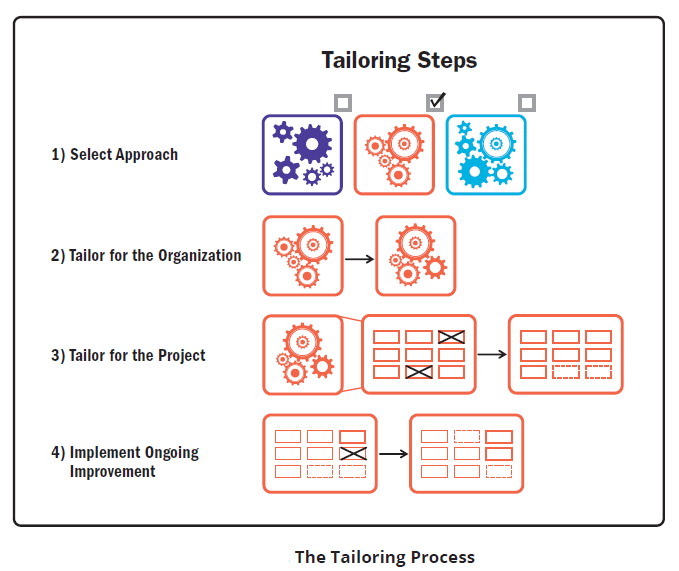 Tailoring Steps
1) Select Approach
2) Tailor for the Organization
3) Tailor for the Project
4) Implement Ongoing
Improvement
The Tailoring Process